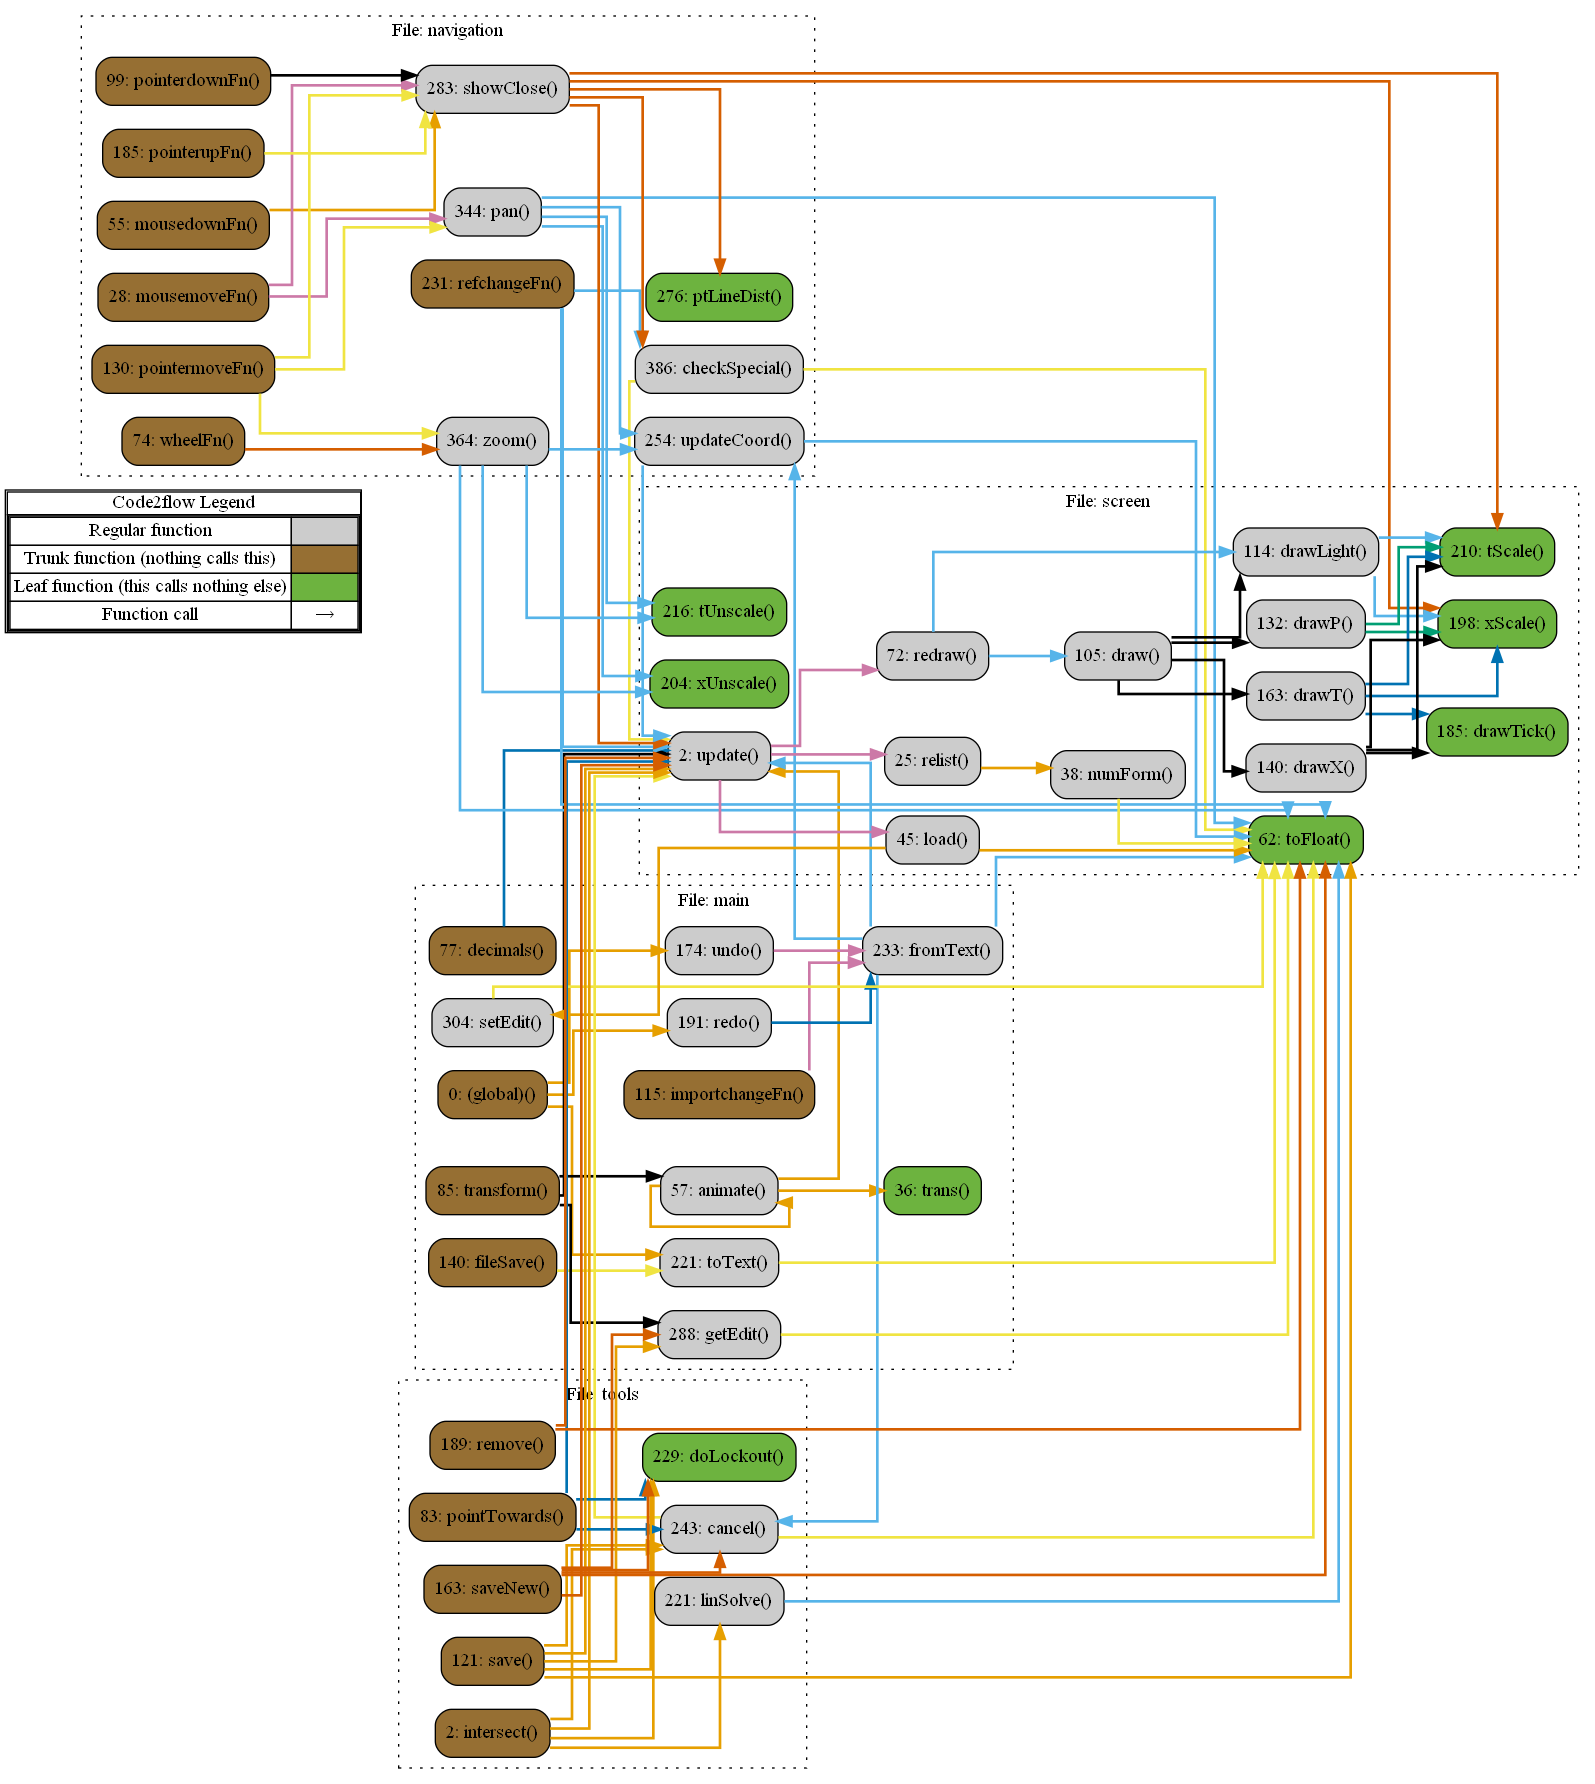 File: navigation
99: pointerdownFn()
283: showClose()
185: pointerupFn()
55: mousedownFn()
344: pan()
28: mousemoveFn()
231: refchangeFn()
276: ptLineDist()
130: pointermoveFn()
386: checkSpecial()
74: wheelFn()
364: zoom()
254: updateCoord()
Code2flow Legend
Regular function
Trunk function (nothing calls this)
Leaf function (this calls nothing else)
Function call →
File: screen
114: drawLight()
210: tScale()
216: tUnscale()
132: drawP()
198: xScale()
72: redraw()
105: draw()
204: xUnscale()
163: drawT()
185: drawTick()
2: update()
25: relist()
38: numForm()
140: drawX()
45: load()
62: toFloat()
File: main
77: decimals()
174: undo()
233: fromText()
304: setEdit()
191: redo()
0: (global)()
115: importchangeFn()
85: transform()
57: animate()
36: trans()
140: fileSave()
221: toText()
288: getEdit()
File: tools
189: remove()
229: doLockout()
83: pointTowards()
243: cancel()
163: saveNew()
221: linSolve()
121: save()
2: intersect()